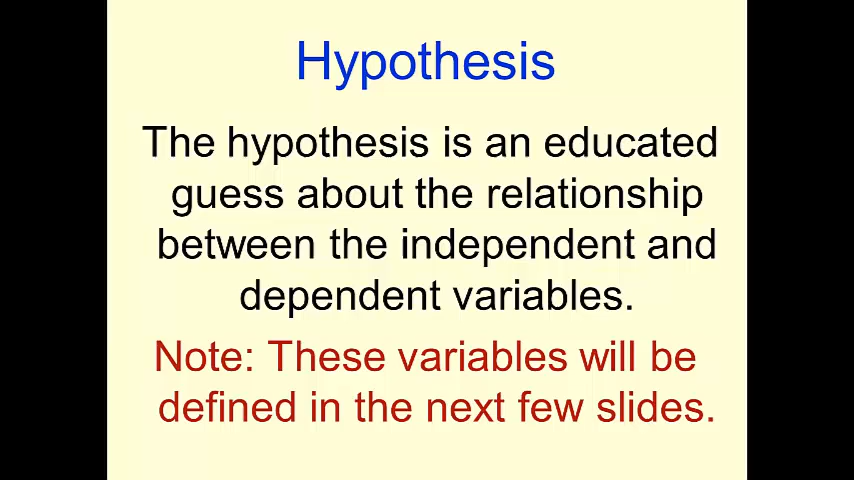 Hypothesis
The hypothesis is an educated
guess about the relationship
between the independent and
dependent variables.
Note: These variables will be
defined in the next few slides.